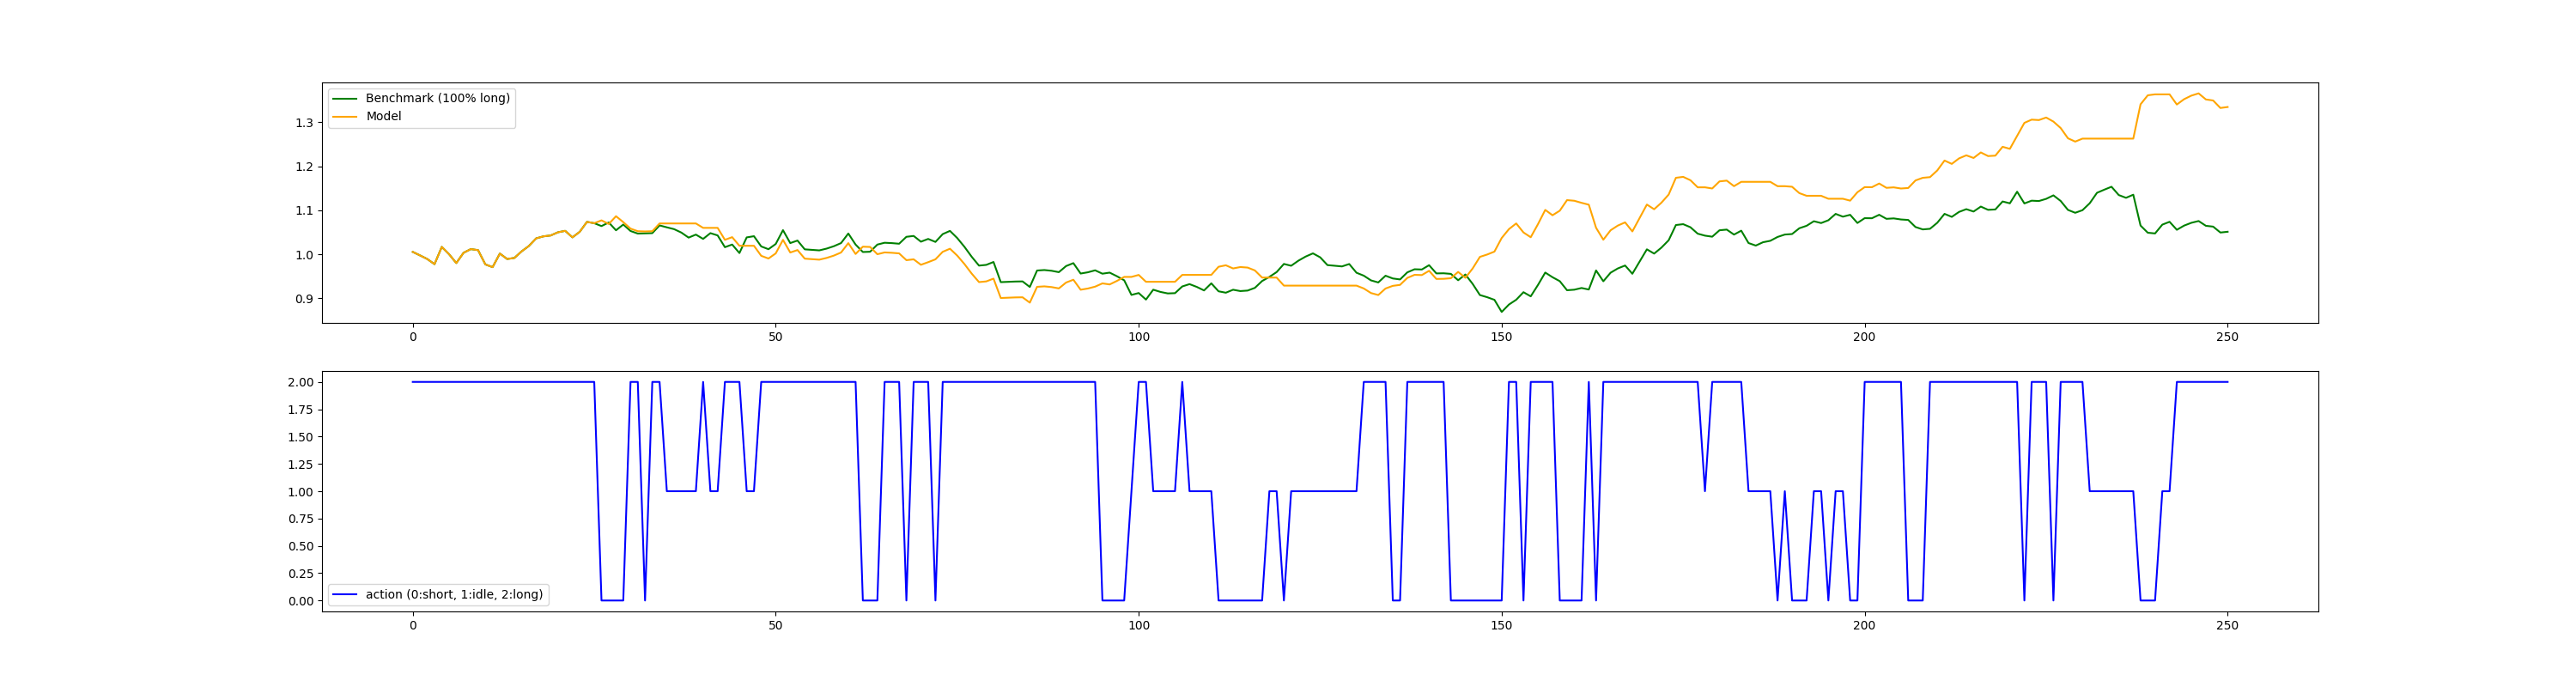 Benchmark (100% long)
Model
1.3
1.2
1.1
1.0
0.9
0 50 100 150 200 250
2.00
1.75
1.50
1.25
1.00
0.75
0.50
0.25
0.00
action (0:short, 1:idle, 2:long)
0 50 100 150 200 250